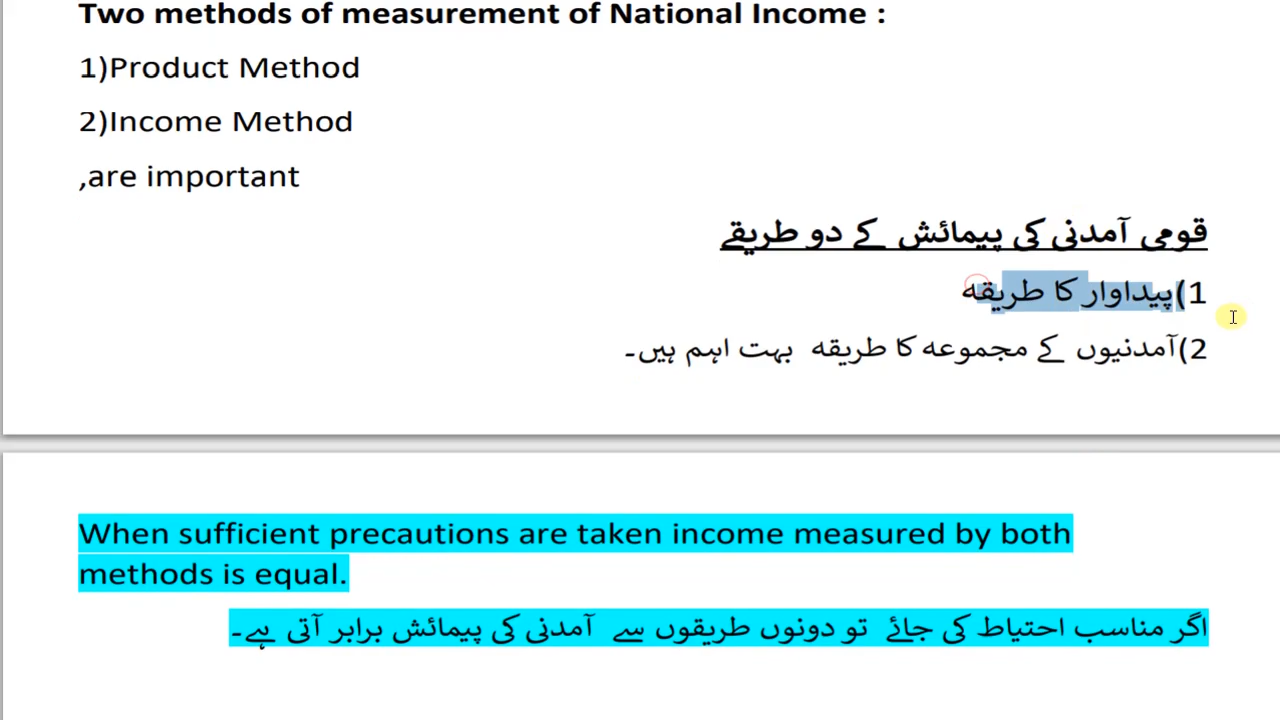 Two methods of measurement of National Income :
1)Product Method
2)Income Method
,are important
قومی آمدنی کی پیمائش کے دو طریقے
1)پیداوار کا طریقہ
2)آمدنیوں کے مجموعہ کا طریقہ بہت اہم ہیں۔
When sufficient precautions are taken income measured by both
methods is equal.
اگر مناسب احتیاط کی جائے تو دونوں طریقوں سے آمدنی کی پیمائش برابر آتی ہے۔